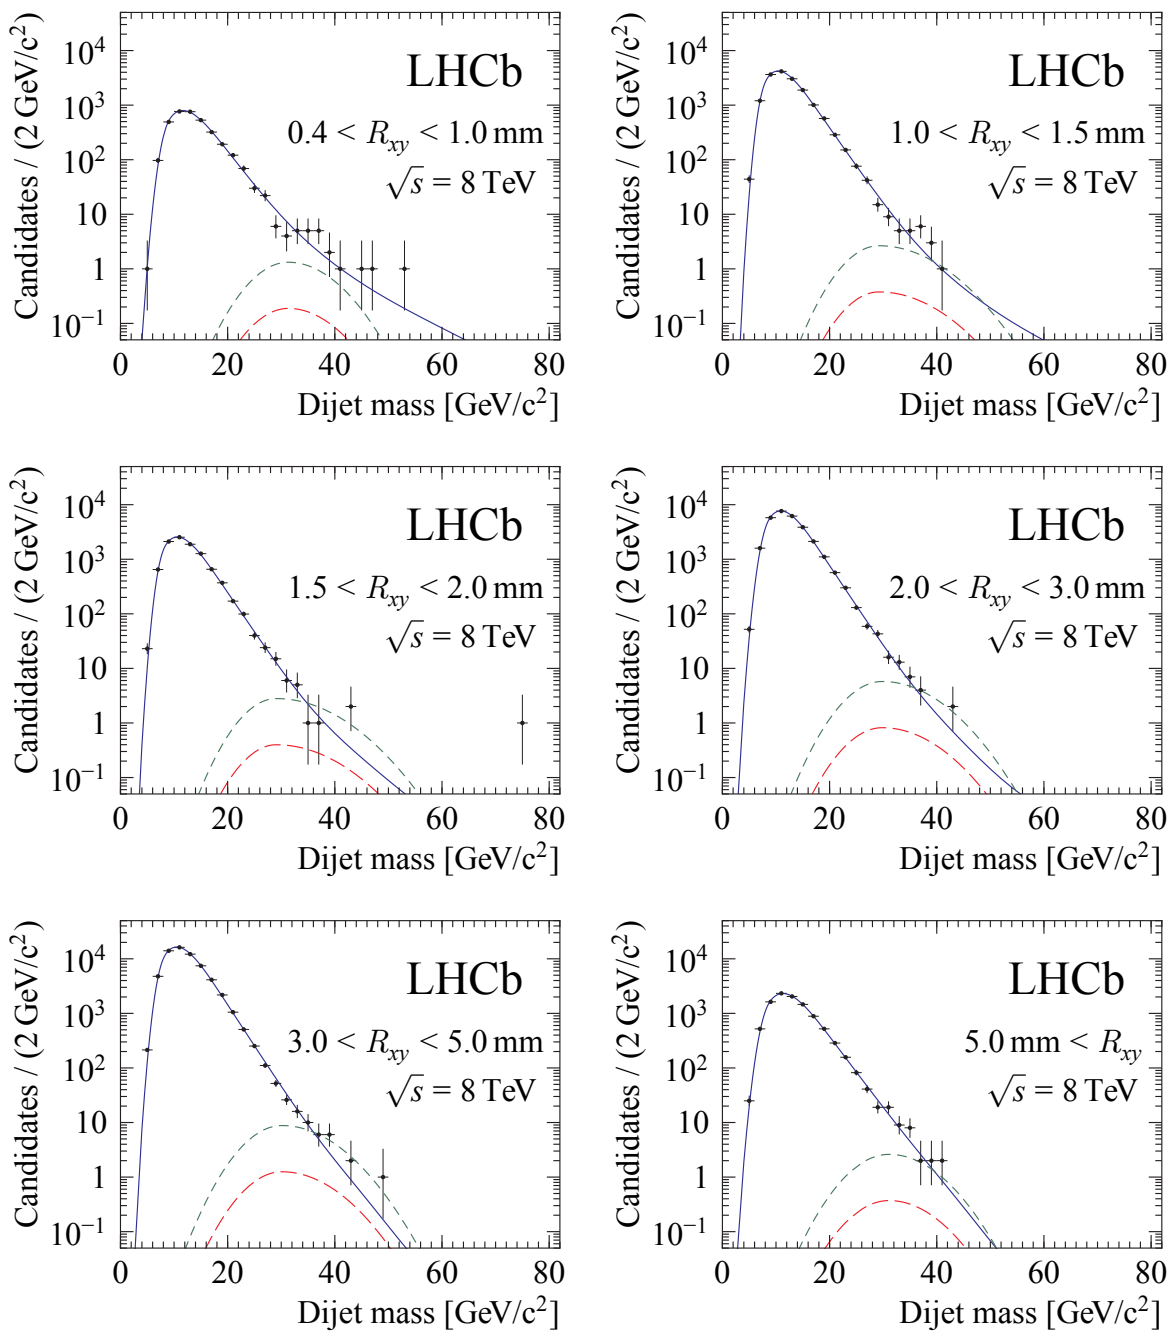 Candidates / (2 GeV/c²)
10⁴
10³
10²
10
1
10⁻¹
LHCb
0.4 < Rxy < 1.0 mm
√s = 8 TeV
0 20 40 60 80
Dijet mass [GeV/c²]
Candidates / (2 GeV/c²)
10⁴
10³
10²
10
1
10⁻¹
LHCb
1.0 < Rxy < 1.5 mm
√s = 8 TeV
0 20 40 60 80
Dijet mass [GeV/c²]
Candidates / (2 GeV/c²)
10⁴
10³
10²
10
1
10⁻¹
LHCb
1.5 < Rxy < 2.0 mm
√s = 8 TeV
0 20 40 60 80
Dijet mass [GeV/c²]
Candidates / (2 GeV/c²)
10⁴
10³
10²
10
1
10⁻¹
LHCb
2.0 < Rxy < 3.0 mm
√s = 8 TeV
0 20 40 60 80
Dijet mass [GeV/c²]
Candidates / (2 GeV/c²)
10⁴
10³
10²
10
1
10⁻¹
LHCb
3.0 < Rxy < 5.0 mm
√s = 8 TeV
0 20 40 60 80
Dijet mass [GeV/c²]
Candidates / (2 GeV/c²)
10⁴
10³
10²
10
1
10⁻¹
LHCb
5.0 mm < Rxy
√s = 8 TeV
0 20 40 60 80
Dijet mass [GeV/c²]